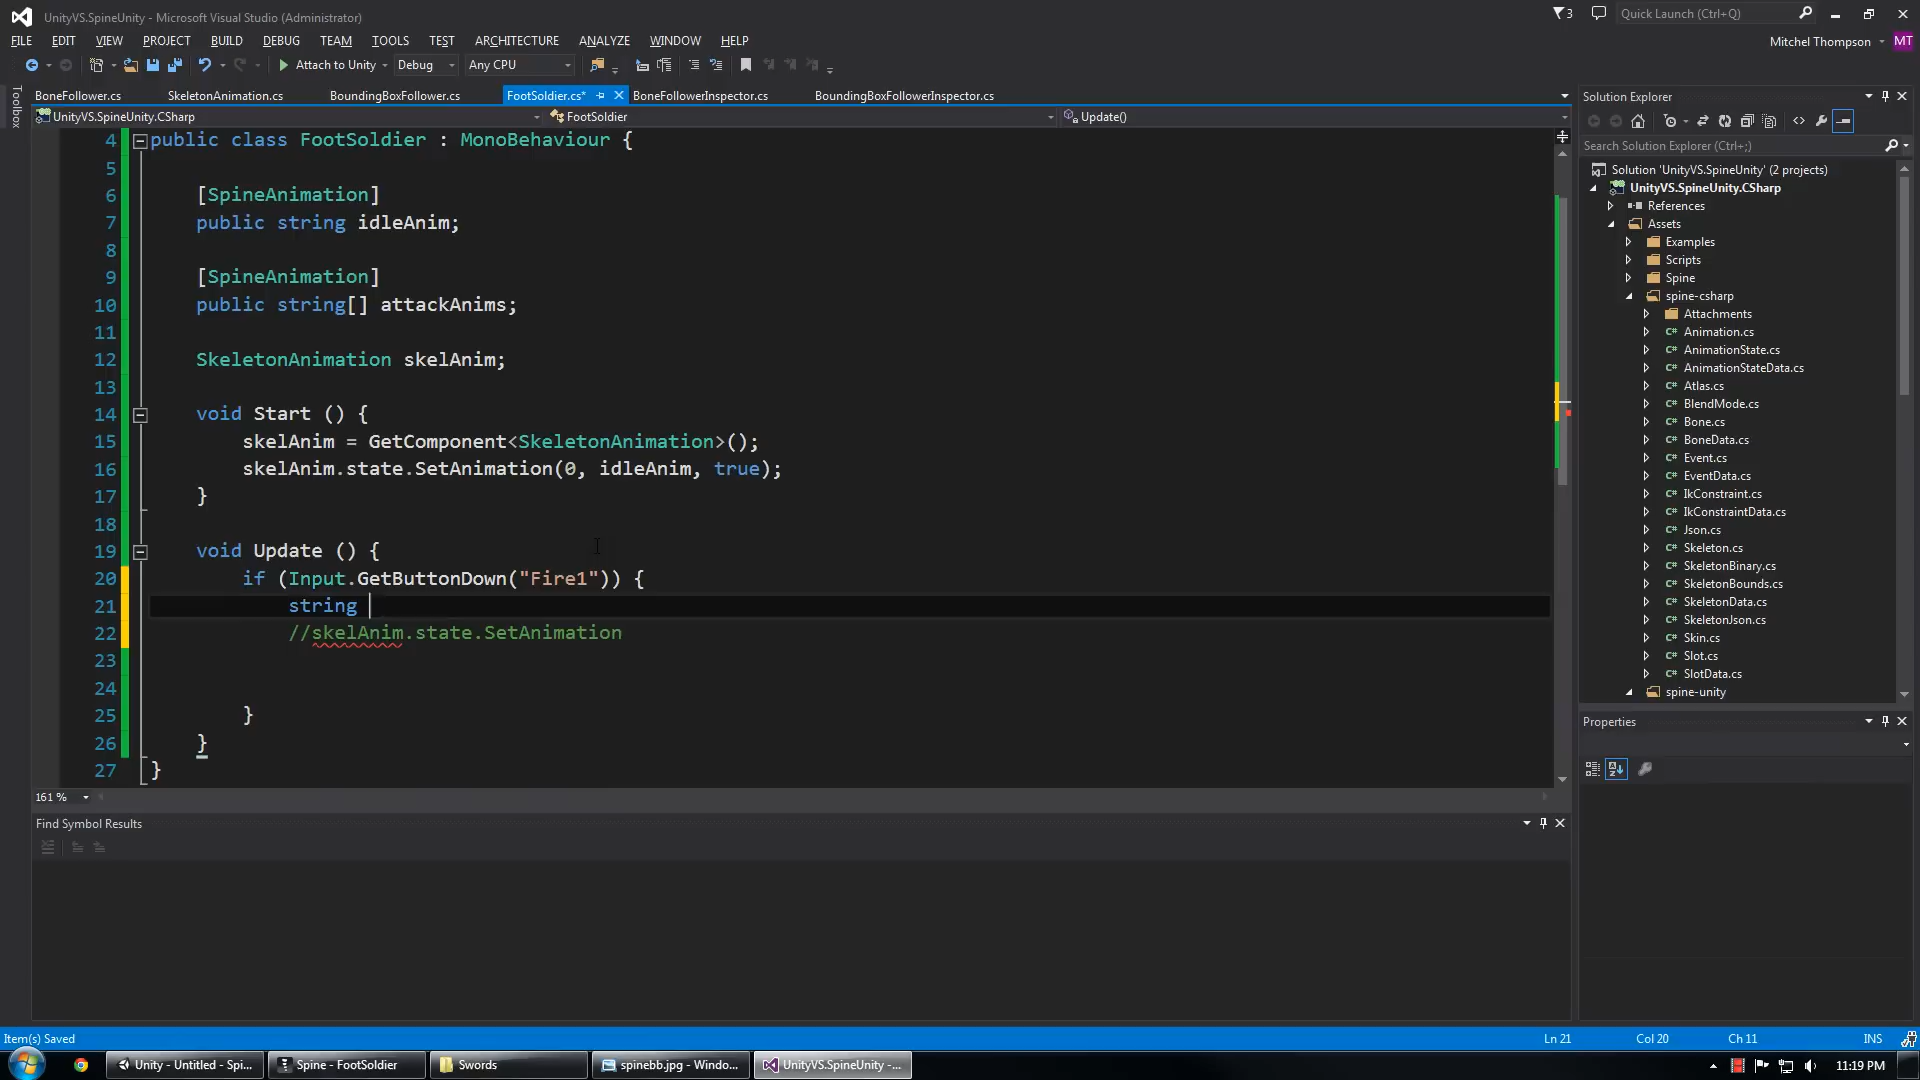 UnityVS.SpineUnity - Microsoft Visual Studio (Administrator)
3
Quick Launch (Ctrl+Q)
FILE EDIT VIEW PROJECT BUILD DEBUG TEAM TOOLS TEST ARCHITECTURE ANALYZE WINDOW HELP
Mitchel Thompson MT
Attach to Unity Debug Any CPU
Toolbox
BoneFollower.cs SkeletonAnimation.cs BoundingBoxFollower.cs FootSoldier.cs* BoneFollowerInspector.cs BoundingBoxFollowerInspector.cs
UnityVS.SpineUnity.CSharp FootSoldier Update()
4 public class FootSoldier : MonoBehaviour {
5
6 [SpineAnimation]
7 public string idleAnim;
8
9 [SpineAnimation]
10 public string[] attackAnims;
11
12 SkeletonAnimation skelAnim;
13
14 void Start () {
15 skelAnim = GetComponent<SkeletonAnimation>();
16 skelAnim.state.SetAnimation(0, idleAnim, true);
17 }
18
19 void Update () {
20 if (Input.GetButtonDown("Fire1")) {
21 string
22 //skelAnim.state.SetAnimation
23
24
25 }
26 }
27 }
161 %
Find Symbol Results
Solution Explorer
Search Solution Explorer (Ctrl+;)
Solution 'UnityVS.SpineUnity' (2 projects)
UnityVS.SpineUnity.CSharp
References
Assets
Examples
Scripts
Spine
spine-csharp
Attachments
C# Animation.cs
C# AnimationState.cs
C# AnimationStateData.cs
C# Atlas.cs
C# BlendMode.cs
C# Bone.cs
C# BoneData.cs
C# Event.cs
C# EventData.cs
C# IkConstraint.cs
C# IkConstraintData.cs
C# Json.cs
C# Skeleton.cs
C# SkeletonBinary.cs
C# SkeletonBounds.cs
C# SkeletonData.cs
C# SkeletonJson.cs
C# Skin.cs
C# Slot.cs
C# SlotData.cs
spine-unity
Properties
Item(s) Saved Ln 21 Col 20 Ch 11 INS
Unity - Untitled - Spi... Spine - FootSoldier Swords spinebb.jpg - Windo... UnityVS.SpineUnity -... 11:19 PM